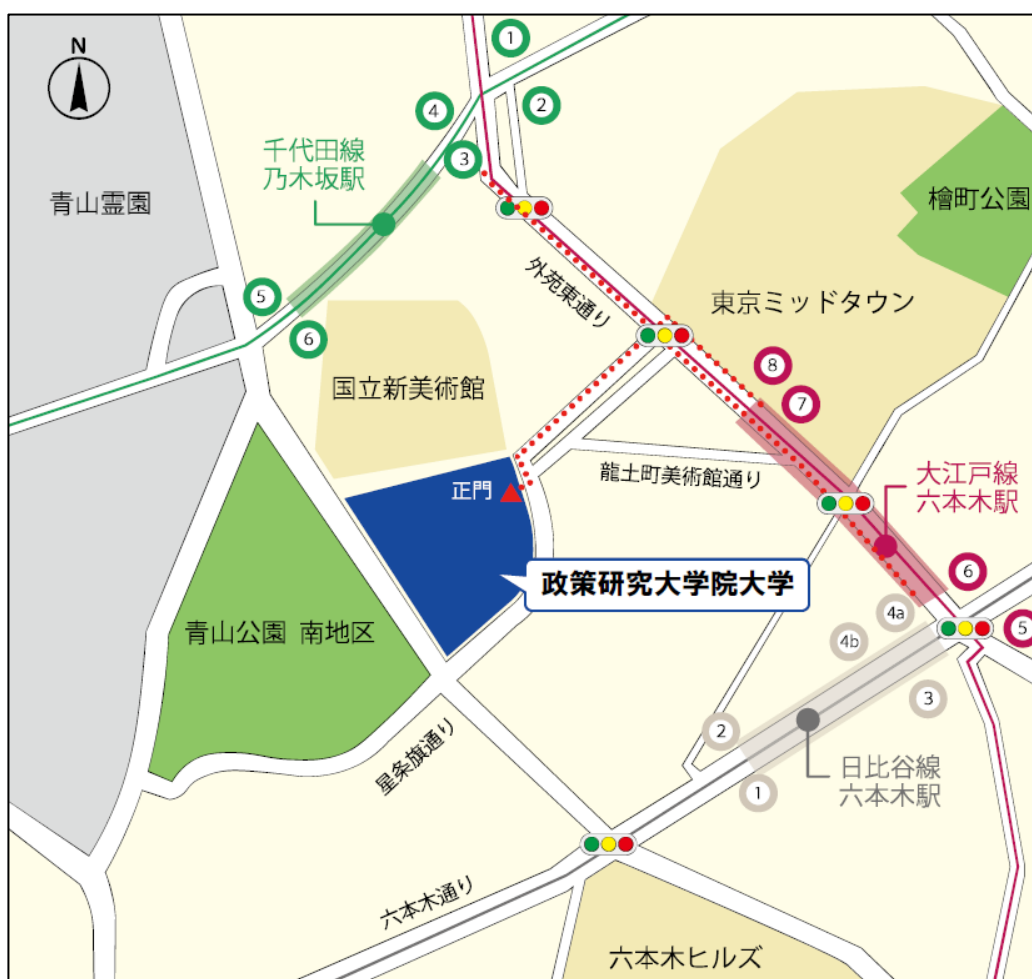 N
①
②
④
③
千代田線
乃木坂駅
青山霊園
檜町公園
外苑東通り
東京ミッドタウン
⑤
⑥
⑧
⑦
国立新美術館
龍土町美術館通り
大江戸線
六本木駅
正門
政策研究大学院大学
⑥
4a
⑤
4b
青山公園 南地区
③
②
星条旗通り
①
日比谷線
六本木駅
六本木通り
六本木ヒルズ